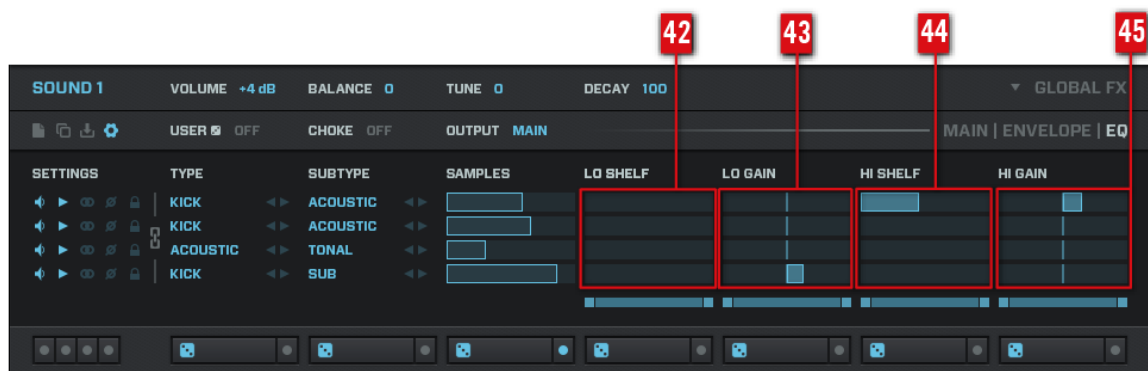 42 43 44 45
SOUND 1 VOLUME +4 dB BALANCE 0 TUNE 0 DECAY 100 GLOBAL FX
USER OFF CHOKE OFF OUTPUT MAIN MAIN | ENVELOPE | EQ
SETTINGS TYPE SUBTYPE SAMPLES LO SHELF LO GAIN HI SHELF HI GAIN
KICK ACOUSTIC
KICK ACOUSTIC
ACOUSTIC TONAL
KICK SUB